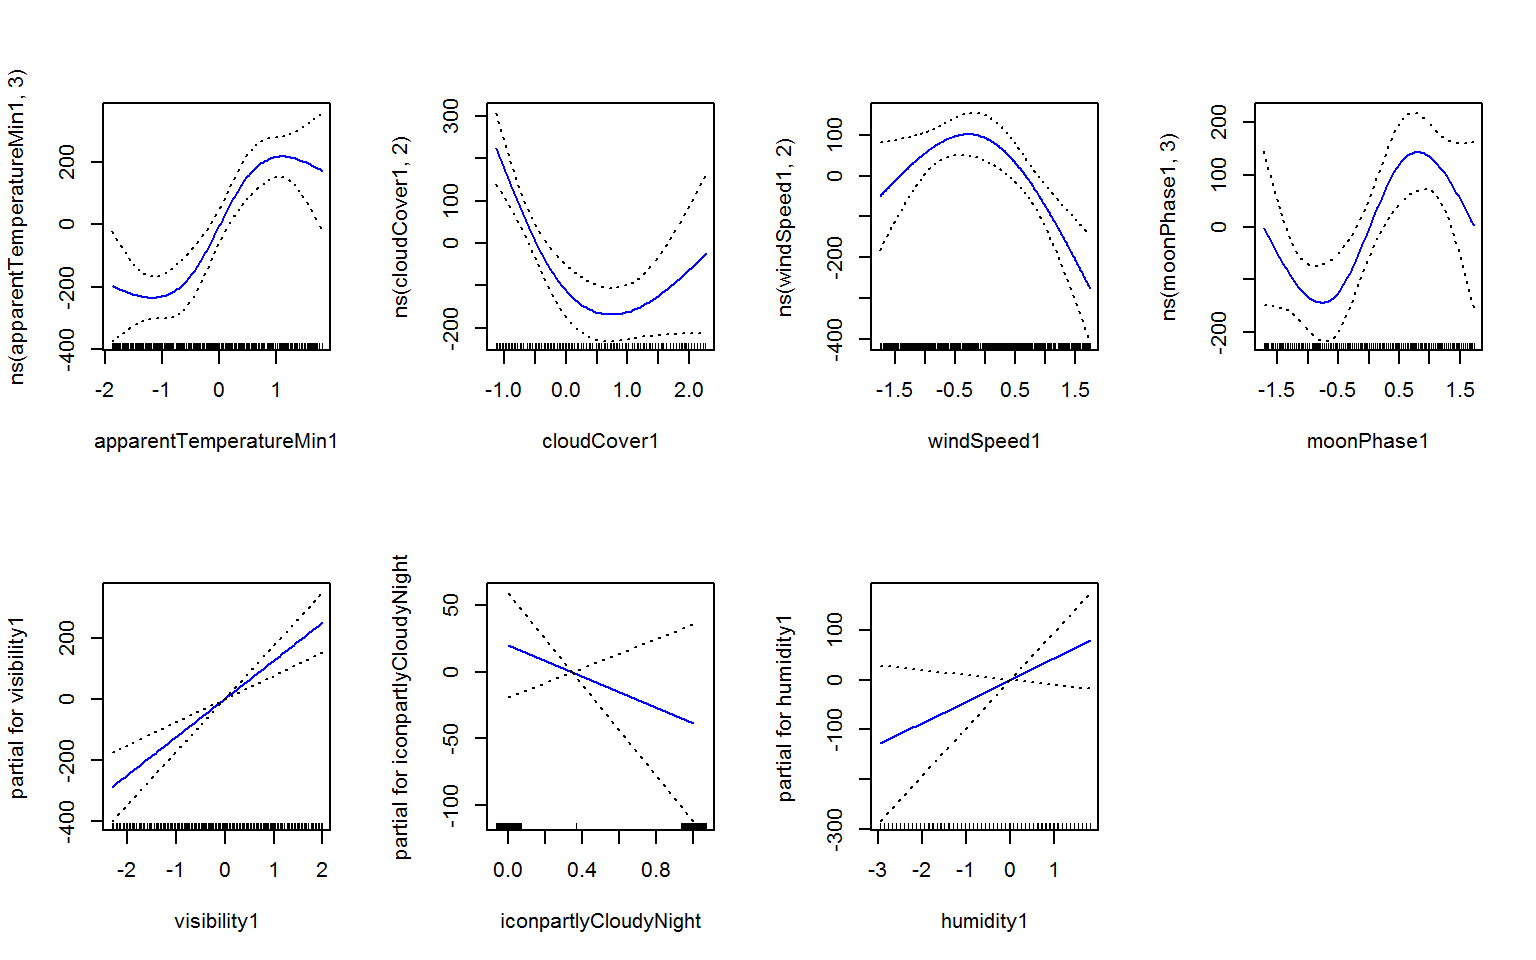 ns(apparentTemperatureMin1, 3)
-400 -200 0 200
-2 -1 0 1
apparentTemperatureMin1
ns(cloudCover1, 2)
-200 0 100 300
-1.0 0.0 1.0 2.0
cloudCover1
ns(windSpeed1, 2)
-400 -200 0 100
-1.5 -0.5 0.5 1.5
windSpeed1
ns(moonPhase1, 3)
-200 0 100 200
-1.5 -0.5 0.5 1.5
moonPhase1
partial for visibility1
-400 -200 0 200
-2 -1 0 1 2
visibility1
partial for iconpartlyCloudyNight
-100 -50 0 50
0.0 0.4 0.8
iconpartlyCloudyNight
partial for humidity1
-300 -100 0 100
-3 -2 -1 0 1
humidity1